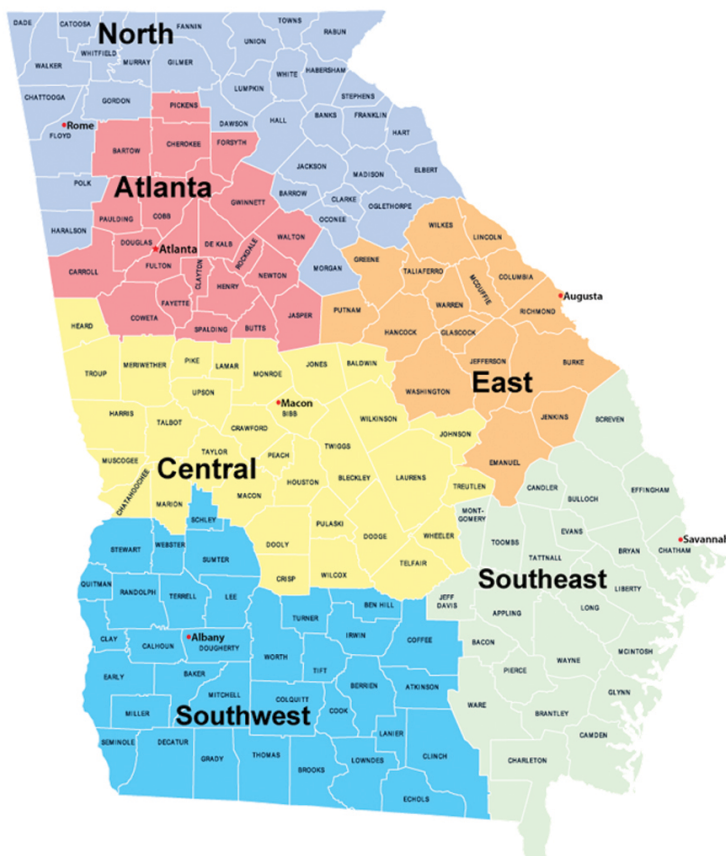 North
DADE
CATOOSA
WHITFIELD
MURRAY
FANNIN
GILMER
UNION
TOWNS
RABUN
WALKER
CHATTOOGA
GORDON
LUMPKIN
WHITE
HABERSHAM
STEPHENS
FLOYD
Rome
DAWSON
HALL
BANKS
FRANKLIN
HART
POLK
HARALSON
JACKSON
MADISON
ELBERT
BARROW
CLARKE
OCONEE
OGLETHORPE
MORGAN
Atlanta
PICKENS
BARTOW
CHEROKEE
FORSYTH
PAULDING
COBB
GWINNETT
DOUGLAS
Atlanta
FULTON
DE KALB
ROCKDALE
WALTON
CARROLL
CLAYTON
HENRY
NEWTON
FAYETTE
COWETA
SPALDING
BUTTS
JASPER
East
WILKES
LINCOLN
GREENE
TALIAFERRO
COLUMBIA
MCDUFFIE
PUTNAM
WARREN
RICHMOND
Augusta
HANCOCK
GLASCOCK
JEFFERSON
BURKE
WASHINGTON
JENKINS
EMANUEL
Central
HEARD
TROUP
MERIWETHER
PIKE
LAMAR
MONROE
JONES
BALDWIN
UPSON
Macon
BIBB
HARRIS
TALBOT
CRAWFORD
WILKINSON
JOHNSON
TWIGGS
TAYLOR
PEACH
MUSCOGEE
CHATAHOOCHEE
MARION
MACON
HOUSTON
BLECKLEY
LAURENS
TREUTLEN
PULASKI
DOOLY
DODGE
WHEELER
CRISP
WILCOX
TELFAIR
Southeast
SCREVEN
CANDLER
BULLOCH
EFFINGHAM
MONT-
GOMERY
TOOMBS
EVANS
TATTNALL
BRYAN
CHATHAM
Savannah
JEFF
DAVIS
APPLING
LONG
LIBERTY
BACON
PIERCE
WAYNE
MCINTOSH
WARE
BRANTLEY
GLYNN
CAMDEN
CHARLETON
Southwest
SCHLEY
STEWART
WEBSTER
SUMTER
QUITMAN
RANDOLPH
TERRELL
LEE
TURNER
BEN HILL
CLAY
CALHOUN
Albany
DOUGHERTY
WORTH
IRWIN
COFFEE
TIFT
EARLY
BAKER
MITCHELL
COLQUITT
BERRIEN
ATKINSON
COOK
MILLER
LANIER
SEMINOLE
DECATUR
GRADY
THOMAS
BROOKS
LOWNDES
CLINCH
ECHOLS